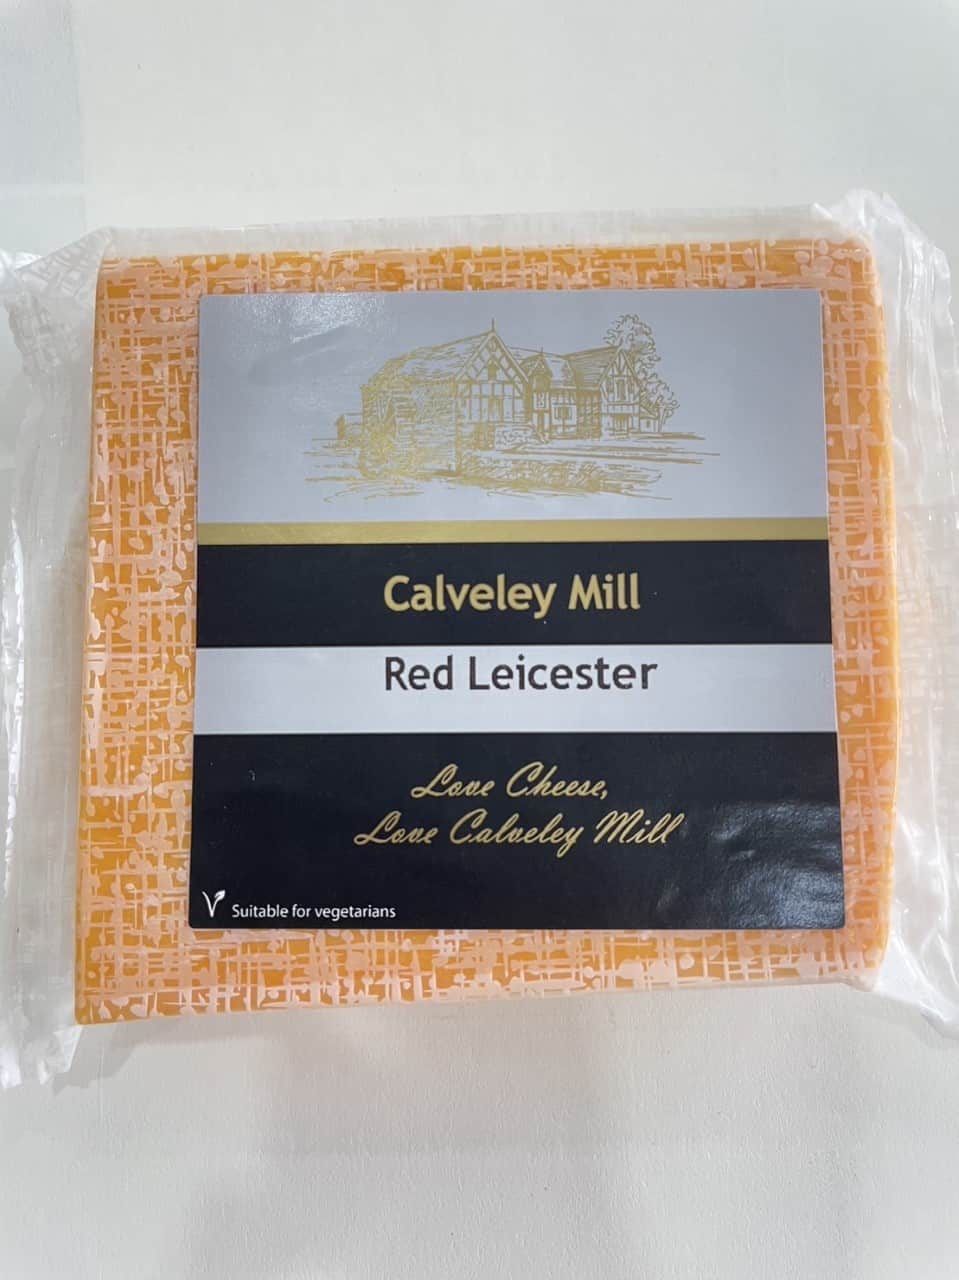 Calveley Mill
Red Leicester
Love Cheese,
Love Calveley Mill
Suitable for vegetarians